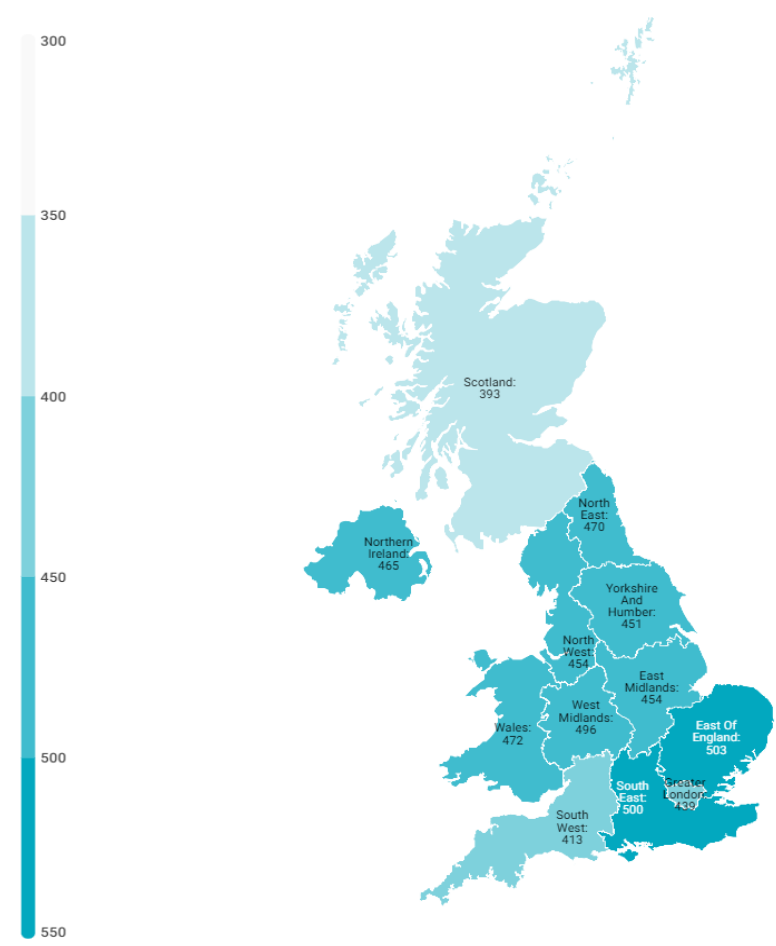 300
350
400
450
500
550
Scotland:
393
North
East:
470
Northern
Ireland:
465
Yorkshire
And
Humber:
451
North
West:
454
East
Midlands:
454
West
Midlands:
496
Wales:
472
East Of
England:
503
Greater
London:
439
South
East:
500
South
West:
413